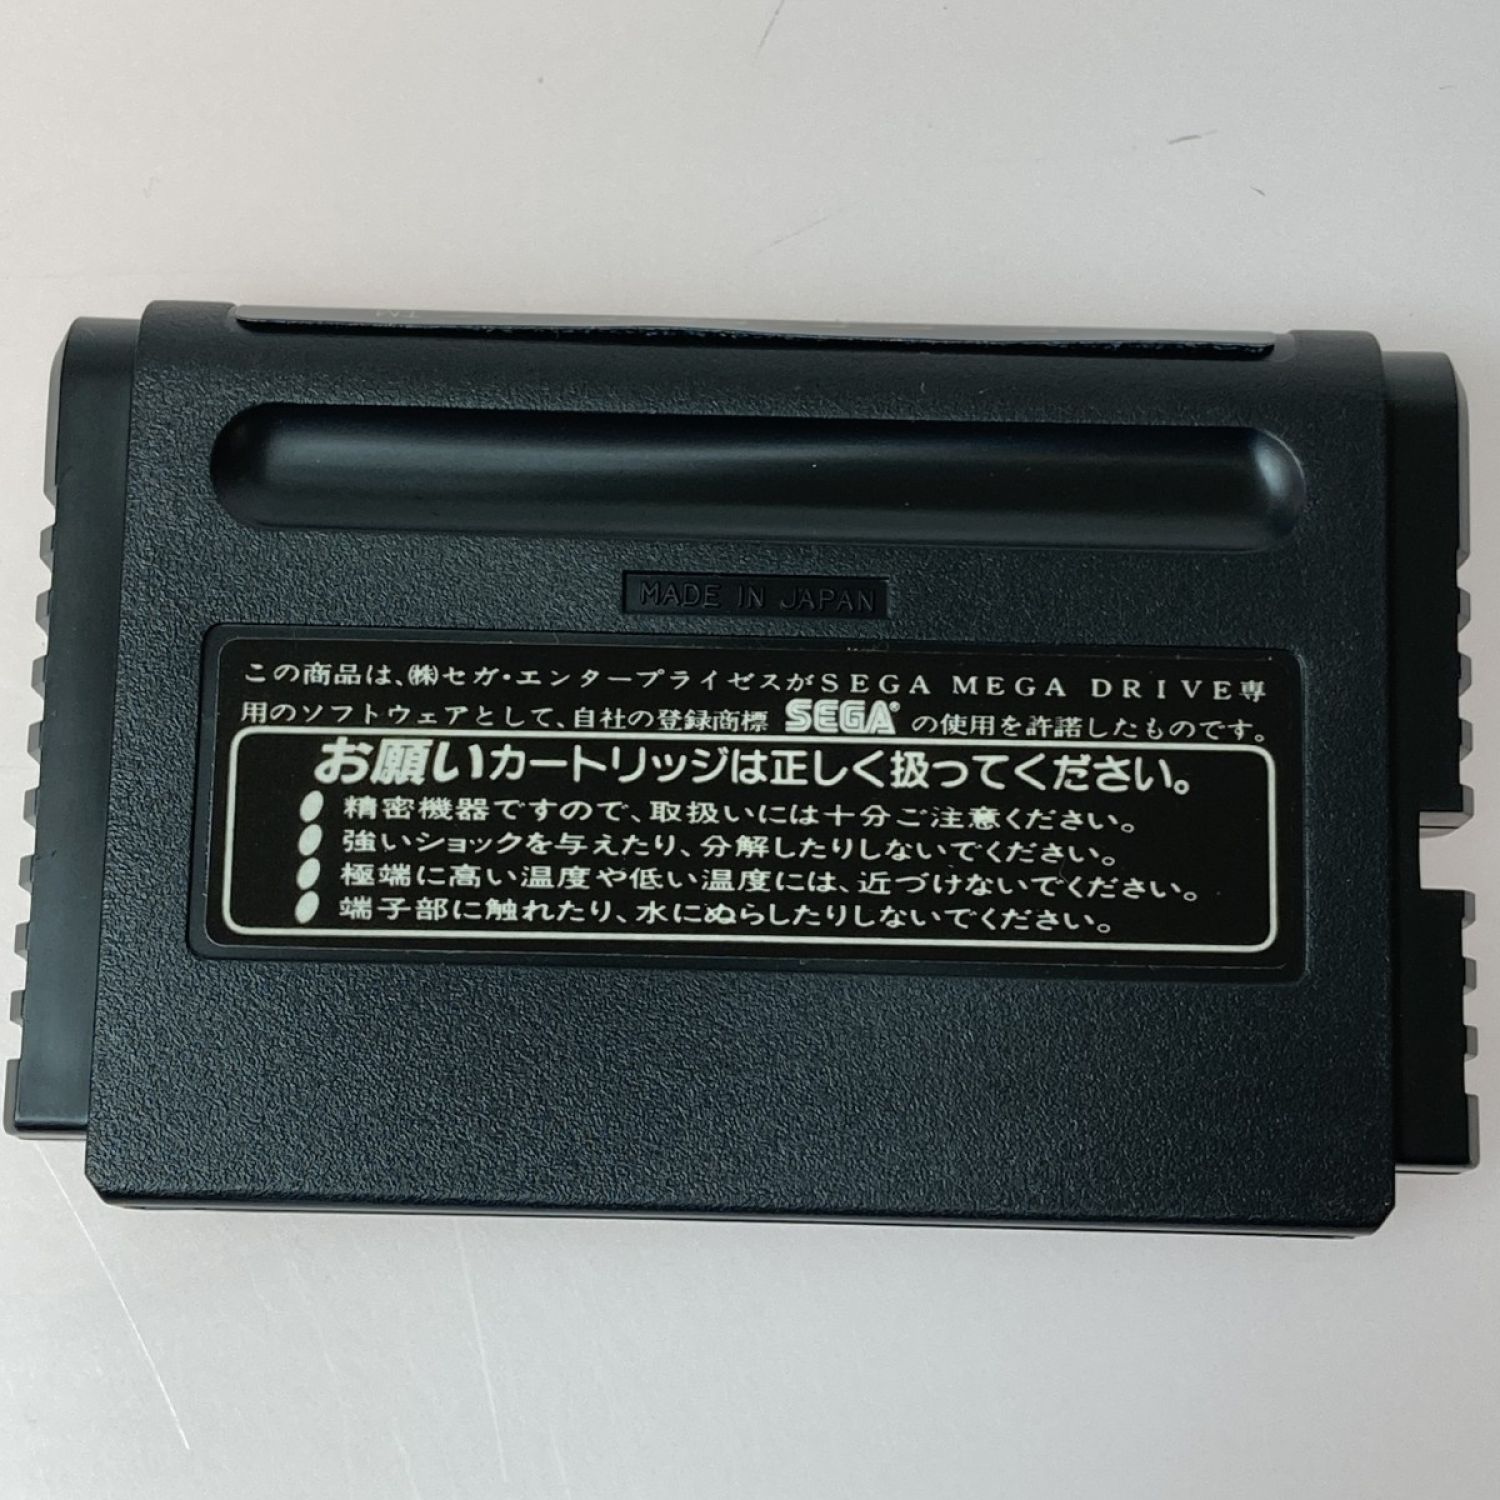 MADE IN JAPAN
この商品は、㈱セガ・エンタープライゼスがSEGA MEGA DRIVE専
用のソフトウェアとして、自社の登録商標 SEGA® の使用を許諾したものです。
お願いカートリッジは正しく扱ってください。
●精密機器ですので、取扱いには十分ご注意ください。
●強いショックを与えたり、分解したりしないでください。
●極端に高い温度や低い温度には、近づけないでください。
●端子部に触れたり、水にぬらしたりしないでください。